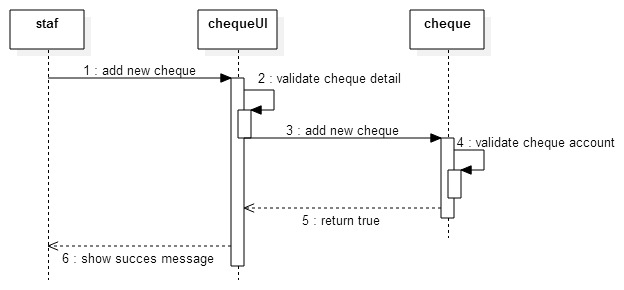 staf
chequeUI
cheque
1 : add new cheque
2 : validate cheque detail
3 : add new cheque
4 : validate cheque account
5 : return true
6 : show succes message